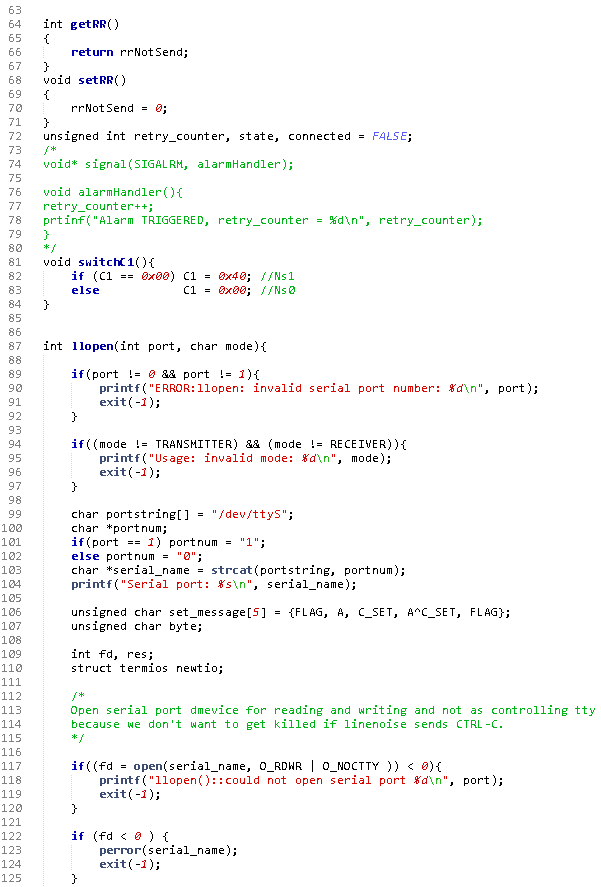 63
64 int getRR()
65 {
66     return rrNotSend;
67 }
68 void setRR()
69 {
70     rrNotSend = 0;
71 }
72 unsigned int retry_counter, state, connected = FALSE;
73 /*
74 void* signal(SIGALRM, alarmHandler);
75
76 void alarmHandler(){
77 retry_counter++;
78 prtinf("Alarm TRIGGERED, retry_counter = %d\n", retry_counter);
79 }
80 */
81 void switchC1(){
82     if (C1 == 0x00) C1 = 0x40; //Ns1
83     else            C1 = 0x00; //Ns0
84 }
85
86
87 int llopen(int port, char mode){
88
89     if(port != 0 && port != 1){
90         printf("ERROR:llopen: invalid serial port number: %d\n", port);
91         exit(-1);
92     }
93
94     if((mode != TRANSMITTER) && (mode != RECEIVER)){
95         printf("Usage: invalid mode: %d\n", mode);
96         exit(-1);
97     }
98
99     char portstring[] = "/dev/ttyS";
100     char *portnum;
101     if(port == 1) portnum = "1";
102     else portnum = "0";
103     char *serial_name = strcat(portstring, portnum);
104     printf("Serial port: %s\n", serial_name);
105
106     unsigned char set_message[5] = {FLAG, A, C_SET, A^C_SET, FLAG};
107     unsigned char byte;
108
109     int fd, res;
110     struct termios newtio;
111
112     /*
113     Open serial port dmevice for reading and writing and not as controlling tty
114     because we don't want to get killed if linenoise sends CTRL-C.
115     */
116
117     if((fd = open(serial_name, O_RDWR | O_NOCTTY )) < 0){
118         printf("llopen()::could not open serial port %d\n", port);
119         exit(-1);
120     }
121
122     if (fd < 0 ) {
123         perror(serial_name);
124         exit(-1);
125     }